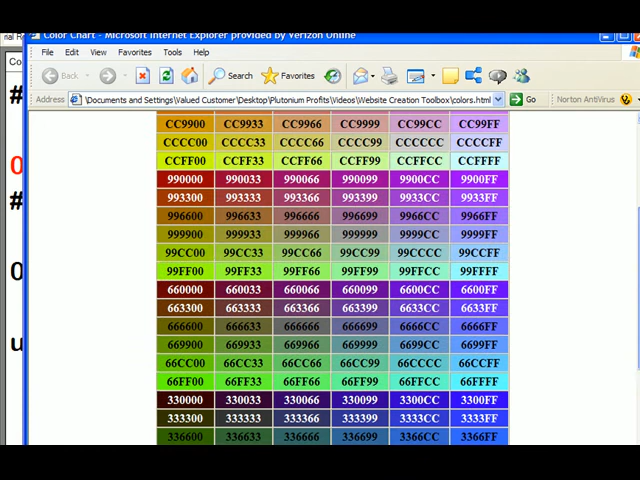 Color Chart - Microsoft Internet Explorer provided by Verizon Online
File Edit View Favorites Tools Help
Back Search Favorites
Address \Documents and Settings\Valued Customer\Desktop\Plutonium Profits\Videos\Website Creation Toolbox\colors.html Go Norton AntiVirus
CC9900 CC9933 CC9966 CC9999 CC99CC CC99FF
CCCC00 CCCC33 CCCC66 CCCC99 CCCCCC CCCCFF
CCFF00 CCFF33 CCFF66 CCFF99 CCFFCC CCFFFF
990000 990033 990066 990099 9900CC 9900FF
993300 993333 993366 993399 9933CC 9933FF
996600 996633 996666 996699 9966CC 9966FF
999900 999933 999966 999999 9999CC 9999FF
99CC00 99CC33 99CC66 99CC99 99CCCC 99CCFF
99FF00 99FF33 99FF66 99FF99 99FFCC 99FFFF
660000 660033 660066 660099 6600CC 6600FF
663300 663333 663366 663399 6633CC 6633FF
666600 666633 666666 666699 6666CC 6666FF
669900 669933 669966 669999 6699CC 6699FF
66CC00 66CC33 66CC66 66CC99 66CCCC 66CCFF
66FF00 66FF33 66FF66 66FF99 66FFCC 66FFFF
330000 330033 330066 330099 3300CC 3300FF
333300 333333 333366 333399 3333CC 3333FF
336600 336633 336666 336699 3366CC 3366FF